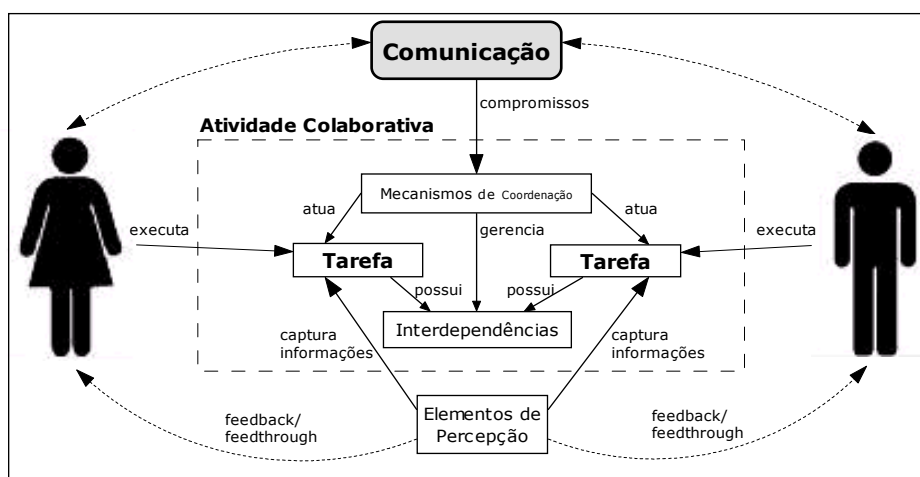 Comunicação
compromissos
Atividade Colaborativa
Mecanismos de Coordenação
atua
gerencia
atua
executa
executa
Tarefa
Tarefa
possui
possui
Interdependências
captura
informações
captura
informações
Elementos de
Percepção
feedback/
feedthrough
feedback/
feedthrough